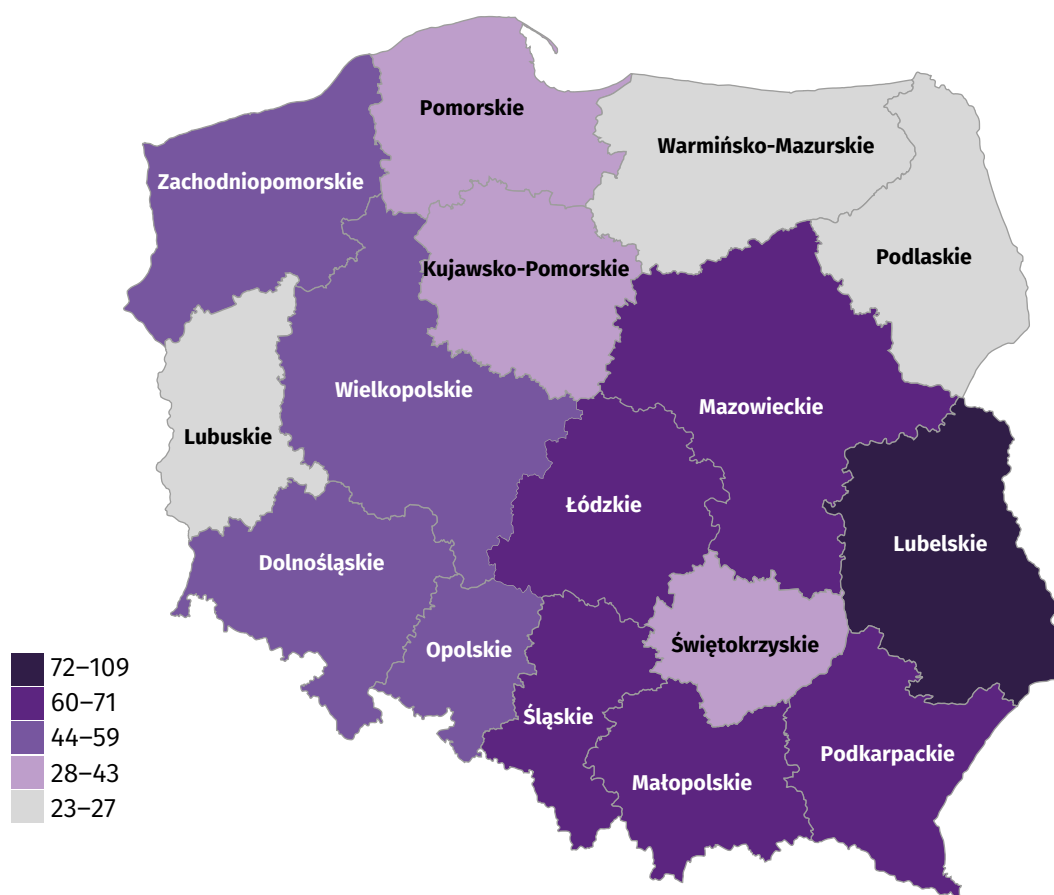 Pomorskie
Warmińsko-Mazurskie
Zachodniopomorskie
Podlaskie
Kujawsko-Pomorskie
Wielkopolskie
Mazowieckie
Lubuskie
Łódzkie
Lubelskie
Dolnośląskie
Świętokrzyskie
Opolskie
Śląskie
Podkarpackie
Małopolskie
72–109
60–71
44–59
28–43
23–27